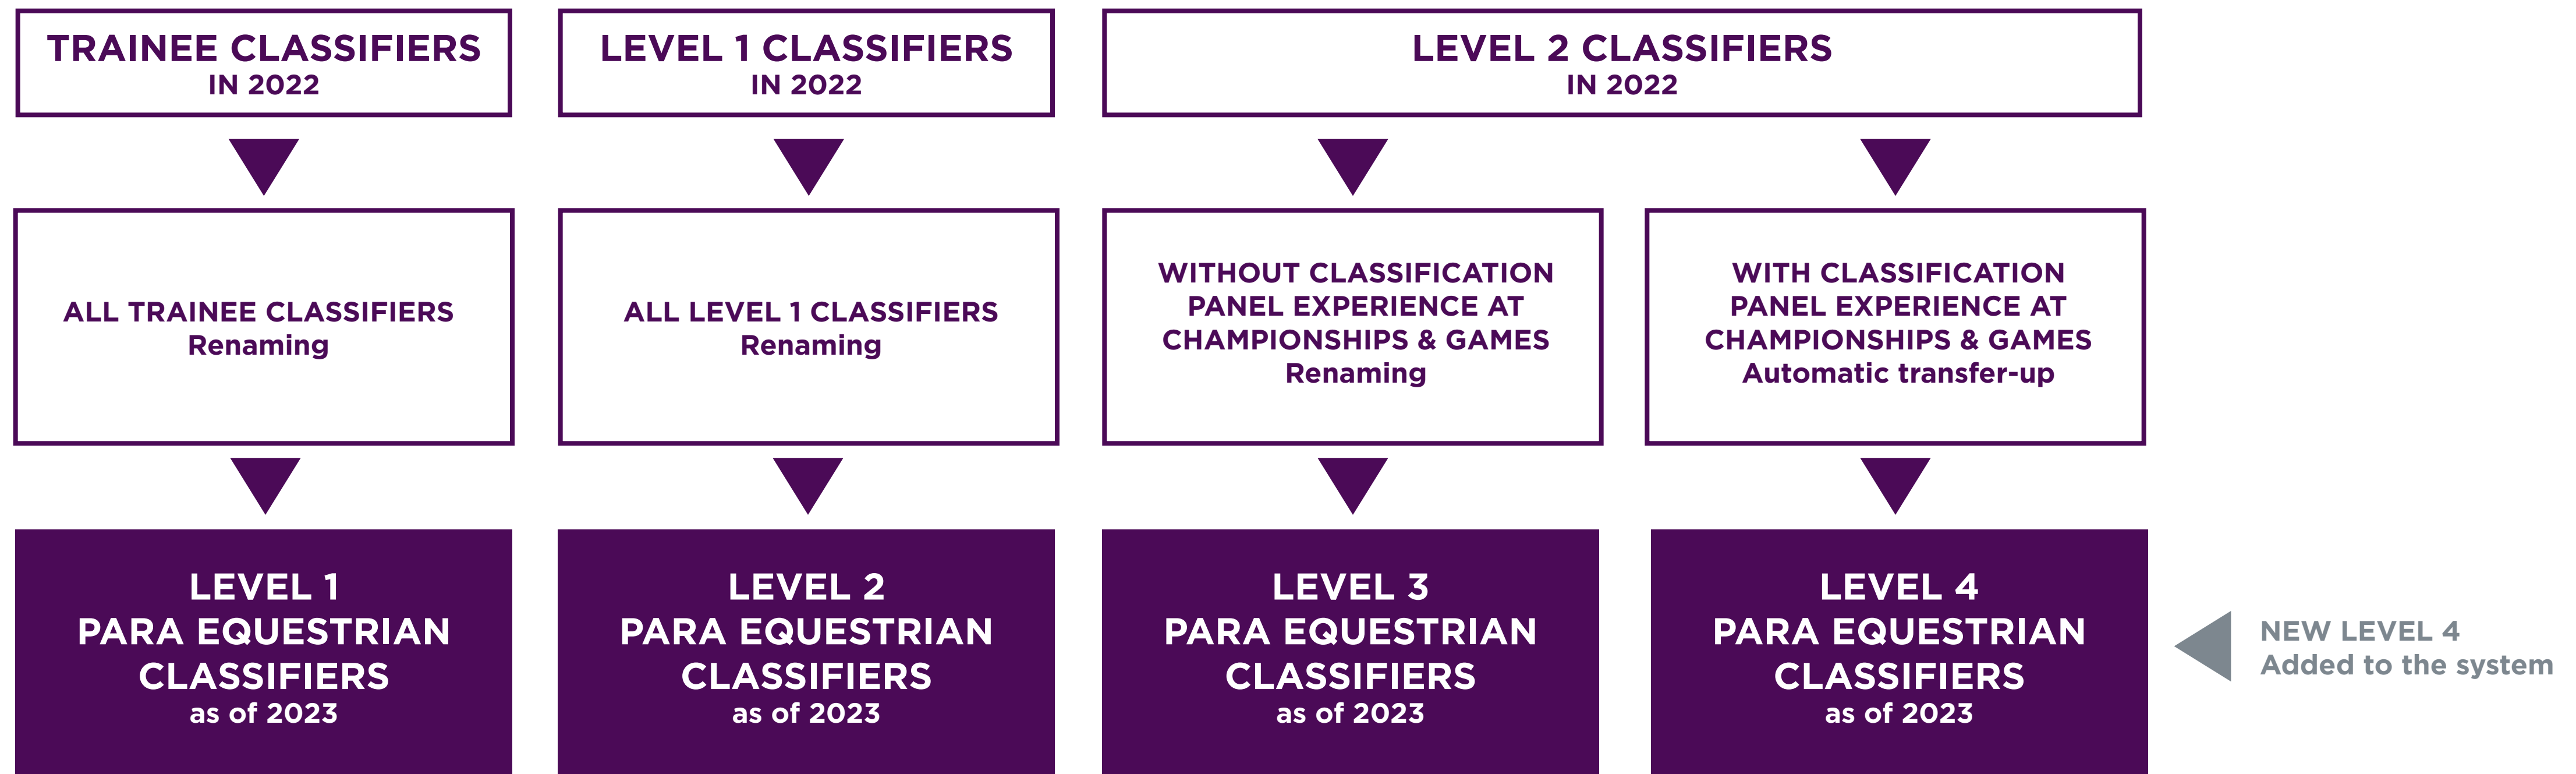 TRAINEE CLASSIFIERS
IN 2022
LEVEL 1 CLASSIFIERS
IN 2022
LEVEL 2 CLASSIFIERS
IN 2022
ALL TRAINEE CLASSIFIERS
Renaming
ALL LEVEL 1 CLASSIFIERS
Renaming
WITHOUT CLASSIFICATION
PANEL EXPERIENCE AT
CHAMPIONSHIPS & GAMES
Renaming
WITH CLASSIFICATION
PANEL EXPERIENCE AT
CHAMPIONSHIPS & GAMES
Automatic transfer-up
LEVEL 1
PARA EQUESTRIAN
CLASSIFIERS
as of 2023
LEVEL 2
PARA EQUESTRIAN
CLASSIFIERS
as of 2023
LEVEL 3
PARA EQUESTRIAN
CLASSIFIERS
as of 2023
LEVEL 4
PARA EQUESTRIAN
CLASSIFIERS
as of 2023
NEW LEVEL 4
Added to the system